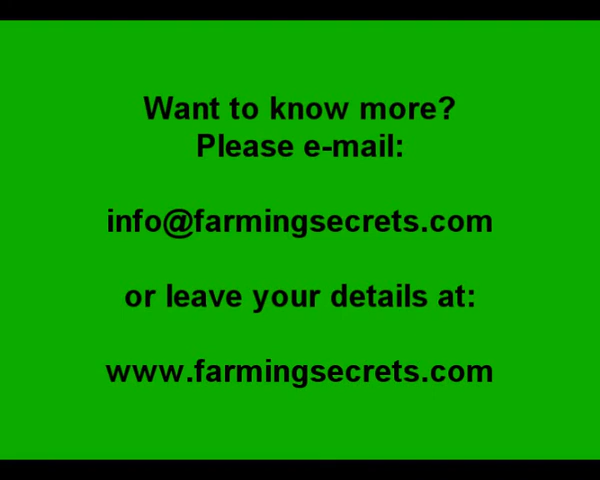 Want to know more?
Please e-mail:
info@farmingsecrets.com
or leave your details at:
www.farmingsecrets.com